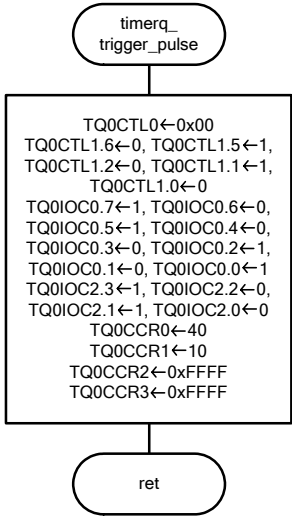 timerq_
trigger_pulse
TQ0CTL0←0x00
TQ0CTL1.6←0, TQ0CTL1.5←1,
TQ0CTL1.2←0, TQ0CTL1.1←1,
TQ0CTL1.0←0
TQ0IOC0.7←1, TQ0IOC0.6←0,
TQ0IOC0.5←1, TQ0IOC0.4←0,
TQ0IOC0.3←0, TQ0IOC0.2←1,
TQ0IOC0.1←0, TQ0IOC0.0←1
TQ0IOC2.3←1, TQ0IOC2.2←0,
TQ0IOC2.1←1, TQ0IOC2.0←0
TQ0CCR0←40
TQ0CCR1←10
TQ0CCR2←0xFFFF
TQ0CCR3←0xFFFF
ret